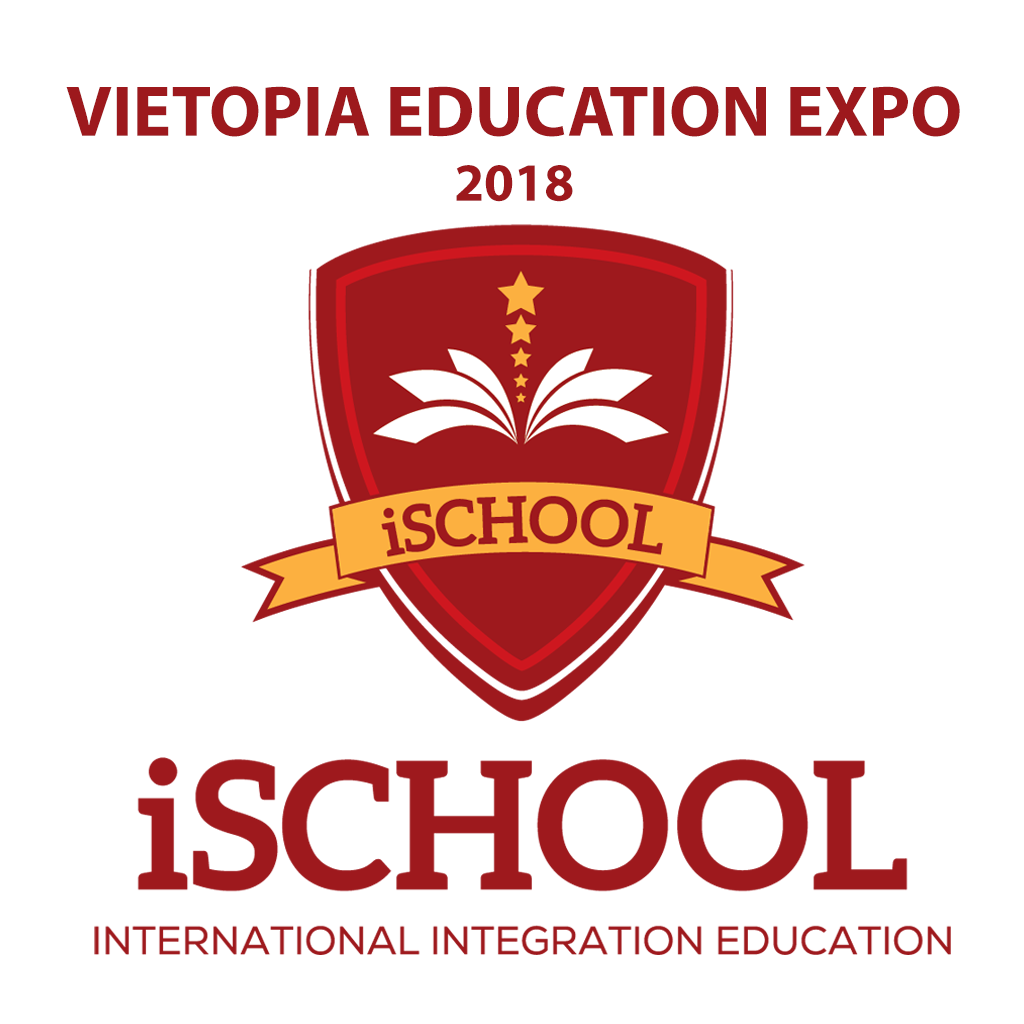 VIETOPIA EDUCATION EXPO
2018
iSCHOOL
iSCHOOL
INTERNATIONAL INTEGRATION EDUCATION